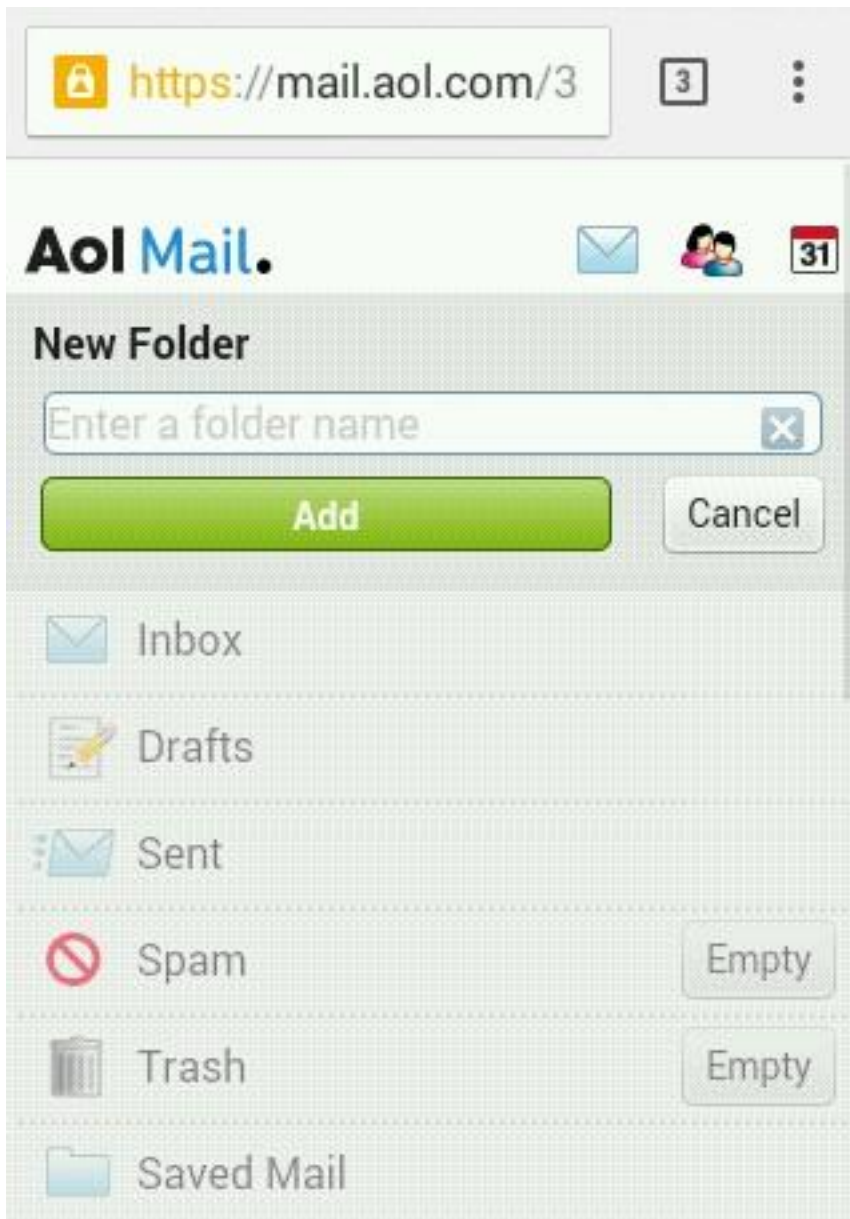 https://mail.aol.com/3
3
Aol Mail.
31
New Folder
Enter a folder name
Add
Cancel
Inbox
Drafts
Sent
Spam
Empty
Trash
Empty
Saved Mail